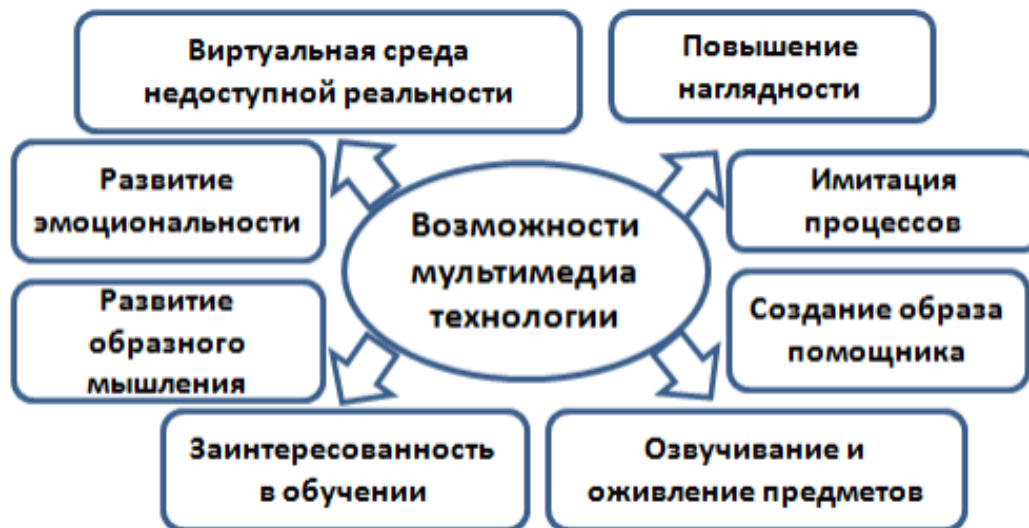 Виртуальная среда
недоступной реальности
Повышение
наглядности
Развитие
эмоциональности
Имитация
процессов
Возможности
мультимедиа
технологии
Развитие
образного
мышления
Создание образа
помощника
Заинтересованность
в обучении
Озвучивание и
оживление предметов